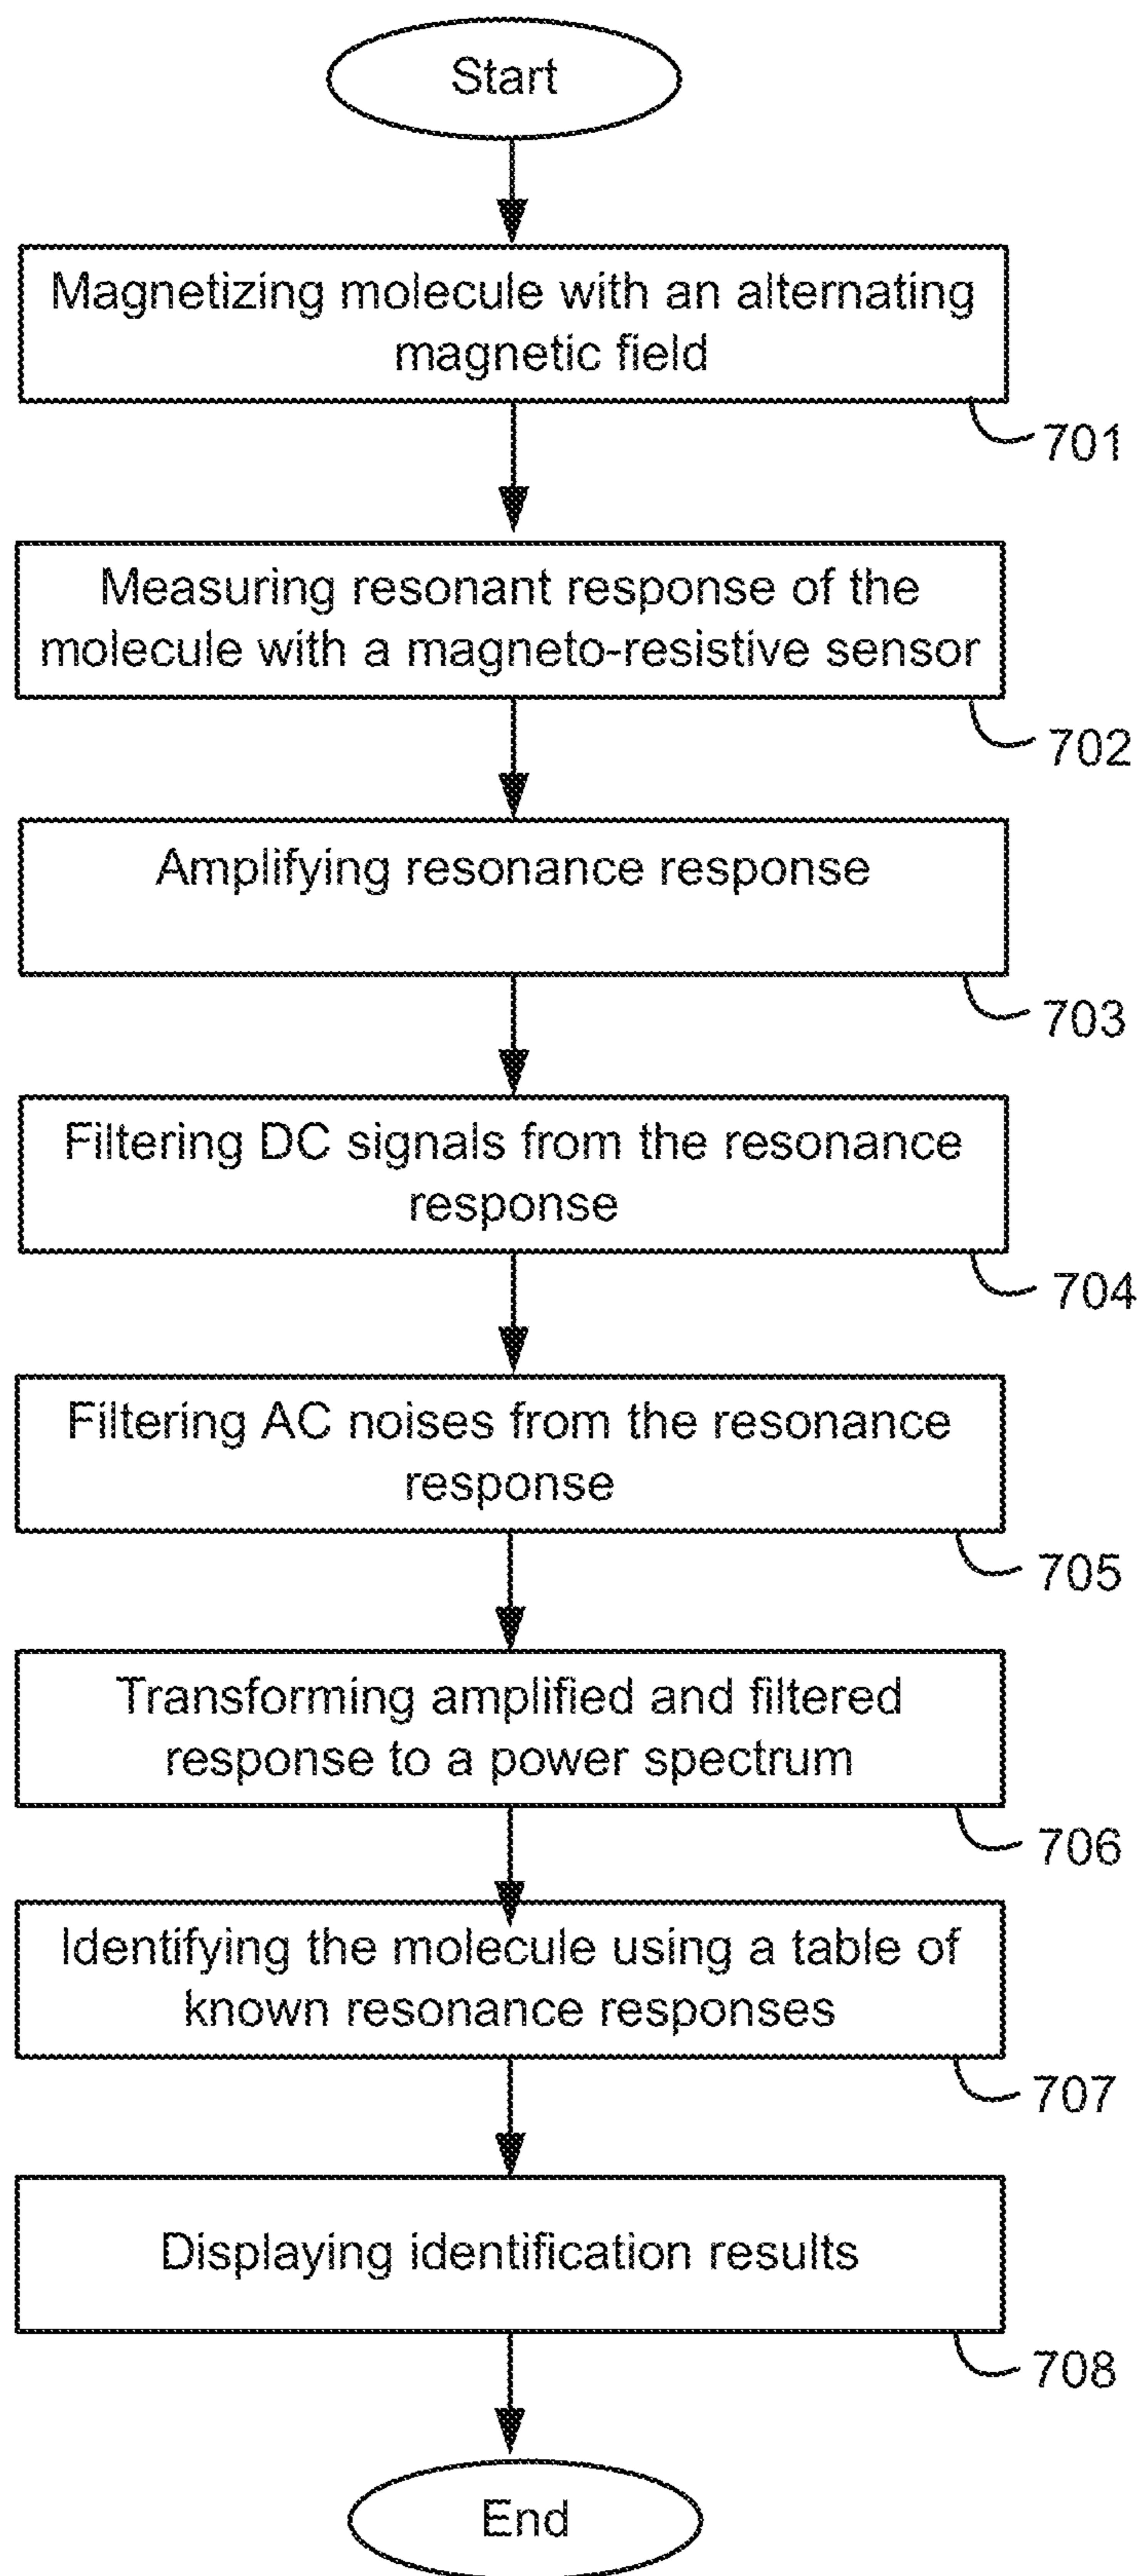 Start
Magnetizing molecule with an alternating
magnetic field
701
Measuring resonant response of the
molecule with a magneto-resistive sensor
702
Amplifying resonance response
703
Filtering DC signals from the resonance
response
704
Filtering AC noises from the resonance
response
705
Transforming amplified and filtered
response to a power spectrum
706
Identifying the molecule using a table of
known resonance responses
707
Displaying identification results
708
End